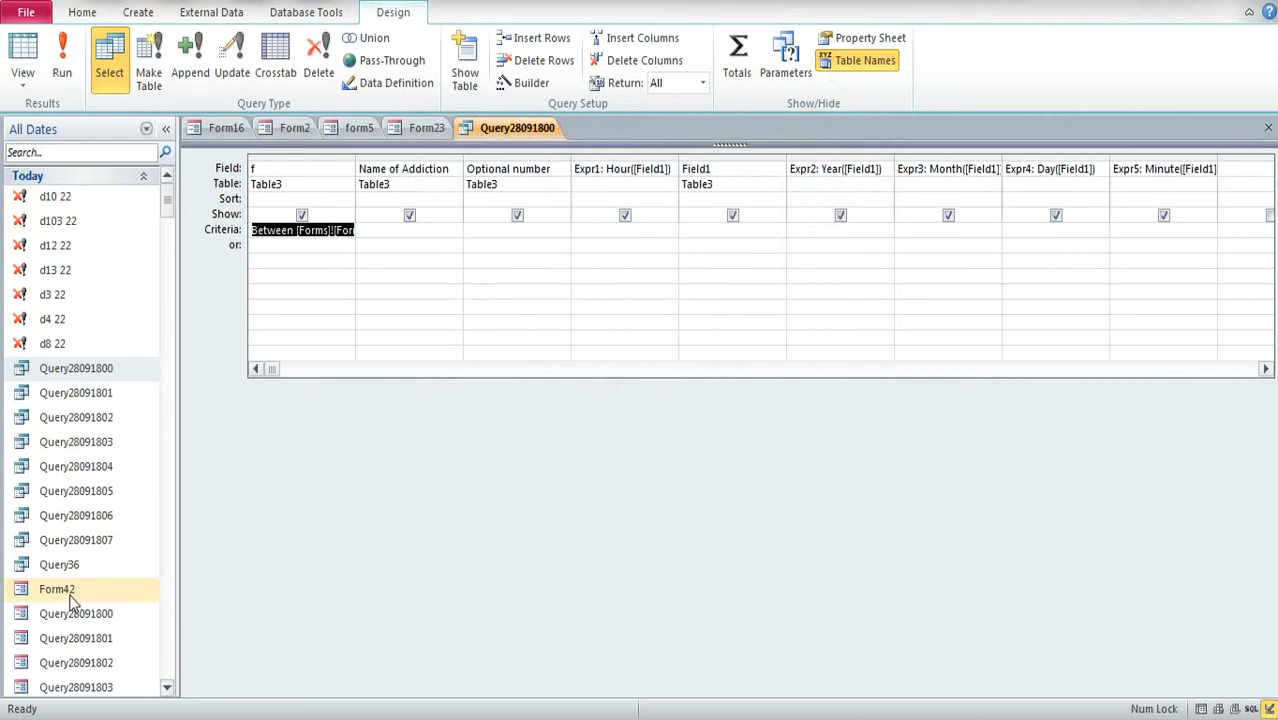 File Home Create External Data Database Tools Design
View Run Select Make Table Append Update Crosstab Delete
Union
Pass-Through
Data Definition
Show Table
Insert Rows
Delete Rows
Builder
Insert Columns
Delete Columns
Return: All
Totals Parameters
Property Sheet
XYZ Table Names
Results Query Type Query Setup Show/Hide
All Dates «
Form16 Form2 form5 Form23 Query28091800
Search...
Today
d10 22
d103 22
d12 22
d13 22
d3 22
d4 22
d8 22
Query28091800
Query28091801
Query28091802
Query28091803
Query28091804
Query28091805
Query28091806
Query28091807
Query36
Form42
Query28091800
Query28091801
Query28091802
Query28091803
Field: f Name of Addiction Optional number Expr1: Hour([Field1]) Field1 Expr2: Year([Field1]) Expr3: Month([Field1]) Expr4: Day([Field1]) Expr5: Minute([Field1]
Table: Table3 Table3 Table3 Table3
Sort:
Show:
Criteria: Between [Forms]![For
or:
Ready Num Lock SQL